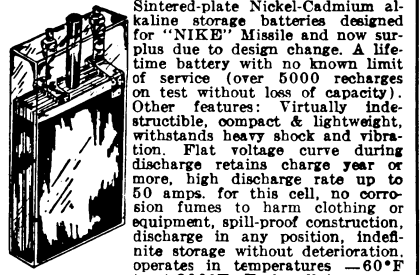 Sintered-plate Nickel-Cadmium al-
kaline storage batteries designed
for "NIKE" Missile and now sur-
plus due to design change. A life-
time battery with no known limit
of service (over 5000 recharges
on test without loss of capacity).
Other features: Virtually inde-
structible, compact & lightweight,
withstands heavy shock and vibra-
tion. Flat voltage curve during
discharge retains charge year or
more, high discharge rate up to
50 amps. for this cell, no corro-
sion fumes to harm clothing or
equipment, spill-proof construction,
discharge in any position, indefi-
nite storage without deterioration,
operates in temperatures —60°F